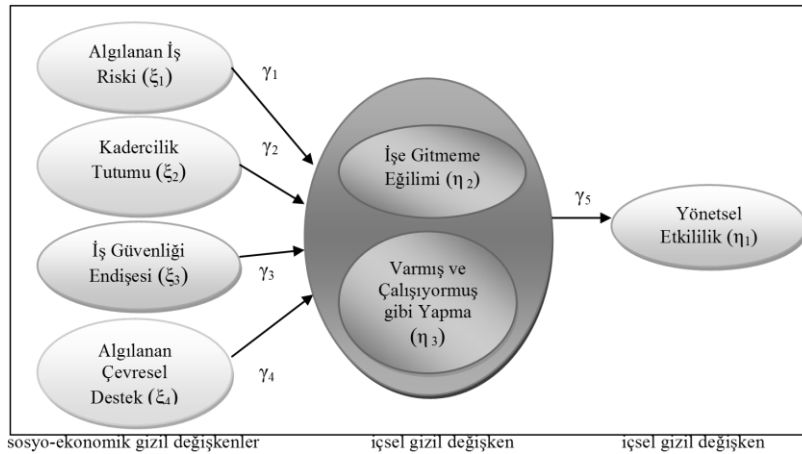 Algılanan İş
Riski (ξ1)
γ1
Kadercilik
Tutumu (ξ2)
γ2
İş Güvenliği
Endişesi (ξ3)
γ3
Algılanan
Çevresel
Destek (ξ4)
γ4
İşe Gitmeme
Eğilimi (η 2)
Varmış ve
Çalışıyormuş
gibi Yapma
(η 3)
γ5
Yönetsel
Etkililik (η1)
sosyo-ekonomik gizil değişkenler
içsel gizil değişken
içsel gizil değişken